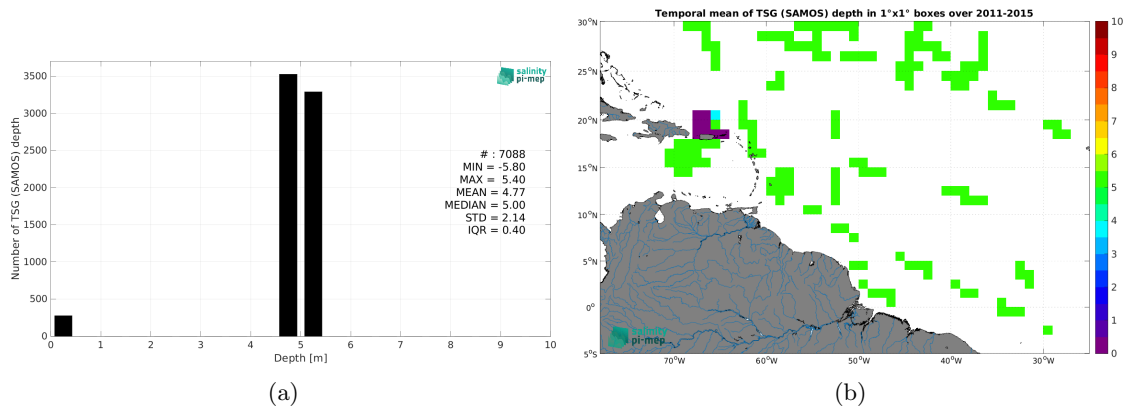 3500
3000
2500
2000
1500
1000
500
0
Number of TSG (SAMOS) depth
salinity
pi-mep
# : 7088
MIN = -5.80
MAX = 5.40
MEAN = 4.77
MEDIAN = 5.00
STD = 2.14
IQR = 0.40
0 1 2 3 4 5 6 7 8 9 10
Depth [m]
(a)
Temporal mean of TSG (SAMOS) depth in 1°x1° boxes over 2011-2015
30°N
25°N
20°N
15°N
10°N
5°N
0°
5°S
salinity
pi-mep
70°W 60°W 50°W 40°W 30°W
10
9
8
7
6
5
4
3
2
1
0
(b)